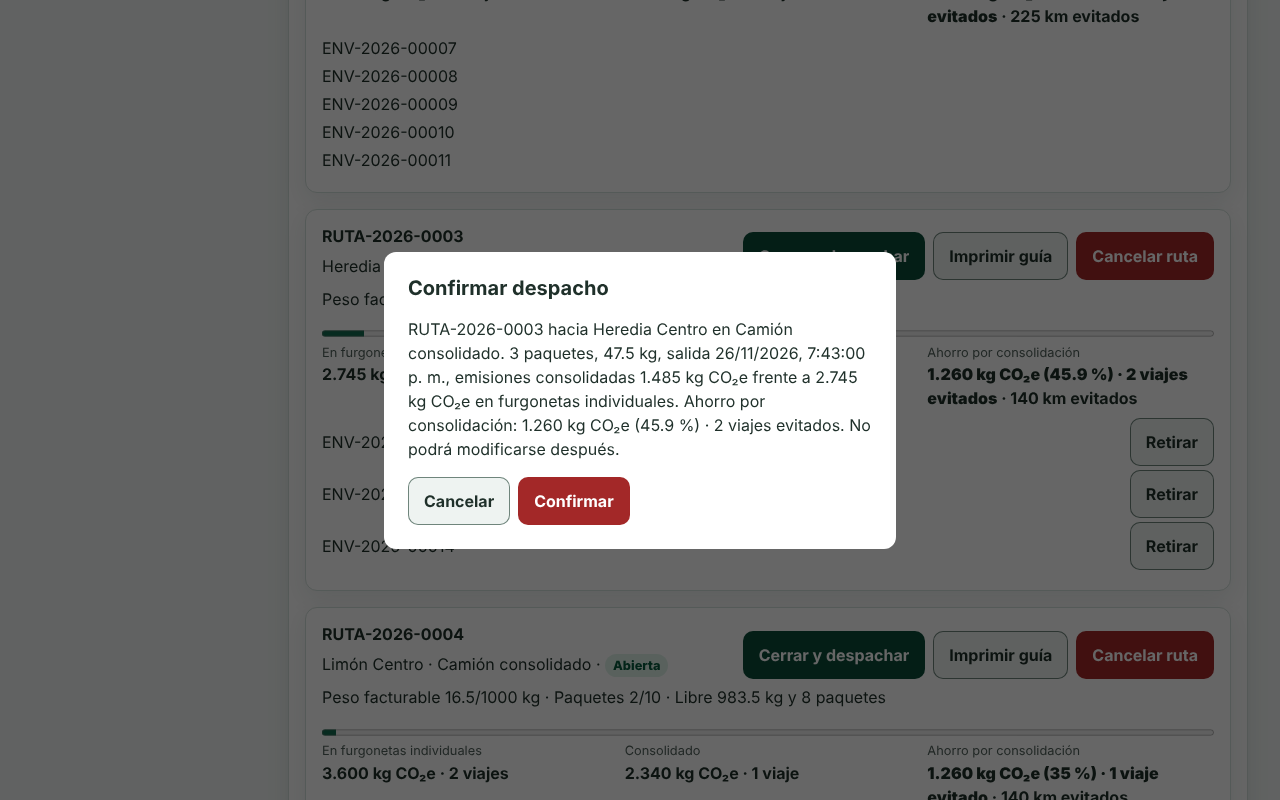 evitados · 225 km evitados
ENV-2026-00007
ENV-2026-00008
ENV-2026-00009
ENV-2026-00010
ENV-2026-00011
RUTA-2026-0003
ar
Imprimir guía
Cancelar ruta
Heredia
Confirmar despacho
RUTA-2026-0003 hacia Heredia Centro en Camión
consolidado. 3 paquetes, 47.5 kg, salida 26/11/2026, 7:43:00
p. m., emisiones consolidadas 1.485 kg CO₂e frente a 2.745
kg CO₂e en furgonetas individuales. Ahorro por
consolidación: 1.260 kg CO₂e (45.9 %) · 2 viajes evitados. No
podrá modificarse después.
Cancelar
Confirmar
Peso
2.745
Ahorro por consolidación
1.260 kg CO₂e (45.9 %) · 2 viajes
evitados · 140 km evitados
Retirar
Retirar
Retirar
RUTA-2026-0004
Limón Centro · Camión consolidado · Abierta
Cerrar y despachar
Imprimir guía
Cancelar ruta
Peso facturable 16.5/1000 kg · Paquetes 2/10 · Libre 983.5 kg y 8 paquetes
En furgonetas individuales
3.600 kg CO₂e · 2 viajes
Consolidado
2.340 kg CO₂e · 1 viaje
Ahorro por consolidación
1.260 kg CO₂e (35 %) · 1 viaje
evitado · 140 km evitados